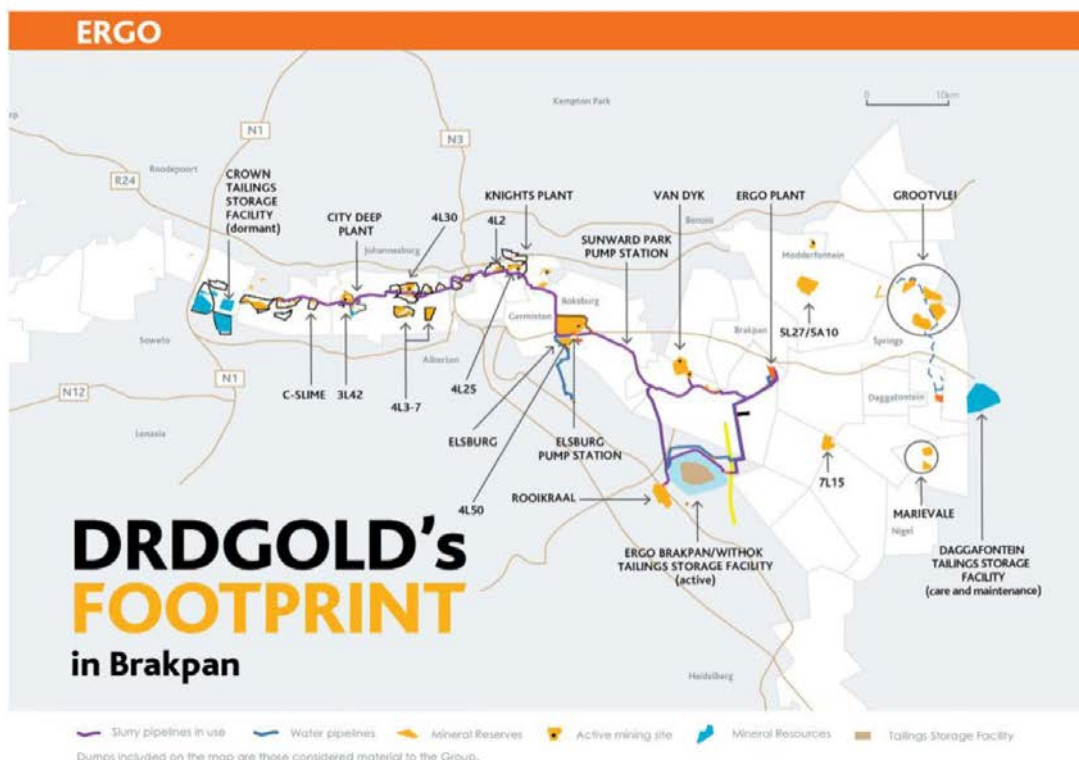 ERGO
0
10km
Kempton Park
N1
N3
Roodepoort
R24
CROWN
TAILINGS
STORAGE
FACILITY
(dormant)
CITY DEEP
PLANT
4L30
Johannesburg
KNIGHTS PLANT
4L2
SUNWARD PARK
PUMP STATION
VAN DYK
Benoni
ERGO PLANT
GROOTVLEI
Modderfontein
5L27/5A10
Springs
Boksburg
Germiston
Brakpan
Soweto
N1
N12
Lenasia
C-SLIME
3L42
4L3-7
Alberton
4L25
ELSBURG
4L50
ELSBURG
PUMP STATION
Daggafontein
7L15
MARIEVALE
Nigel
ROOIKRAAL
ERGO BRAKPAN/WITHOK
TAILINGS STORAGE FACILITY
(active)
DAGGAFONTEIN
TAILINGS STORAGE
FACILITY
(care and maintenance)
Heidelberg
DRDGOLD's
FOOTPRINT
in Brakpan
Slurry pipelines in use
Water pipelines
Mineral Reserves
Active mining site
Mineral Resources
Tailings Storage Facility
Dumps included on the map are those considered material to the Group.